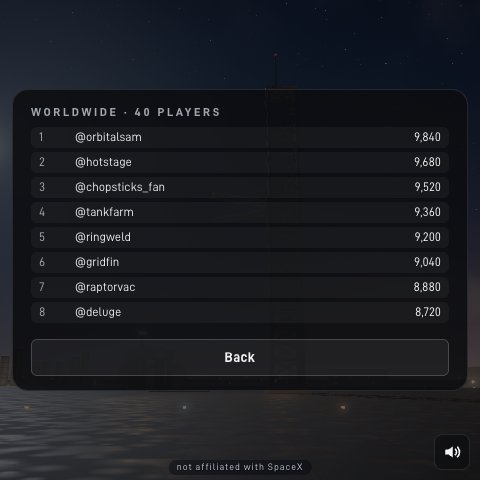 WORLDWIDE · 40 PLAYERS
1 @orbitalsam 9,840
2 @hotstage 9,680
3 @chopsticks_fan 9,520
4 @tankfarm 9,360
5 @ringweld 9,200
6 @gridfin 9,040
7 @raptorvac 8,880
8 @deluge 8,720
Back
not affiliated with SpaceX